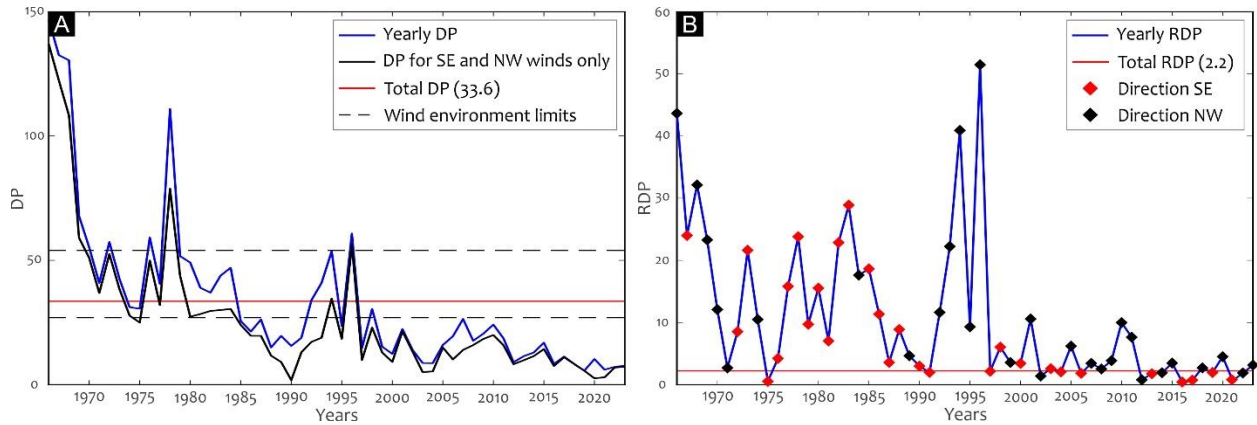 A
150
100
50
0
DP
Yearly DP
DP for SE and NW winds only
Total DP (33.6)
Wind environment limits
1970 1975 1980 1985 1990 1995 2000 2005 2010 2015 2020
Years
B
60
50
40
30
20
10
0
RDP
Yearly RDP
Total RDP (2.2)
Direction SE
Direction NW
1970 1975 1980 1985 1990 1995 2000 2005 2010 2015 2020
Years